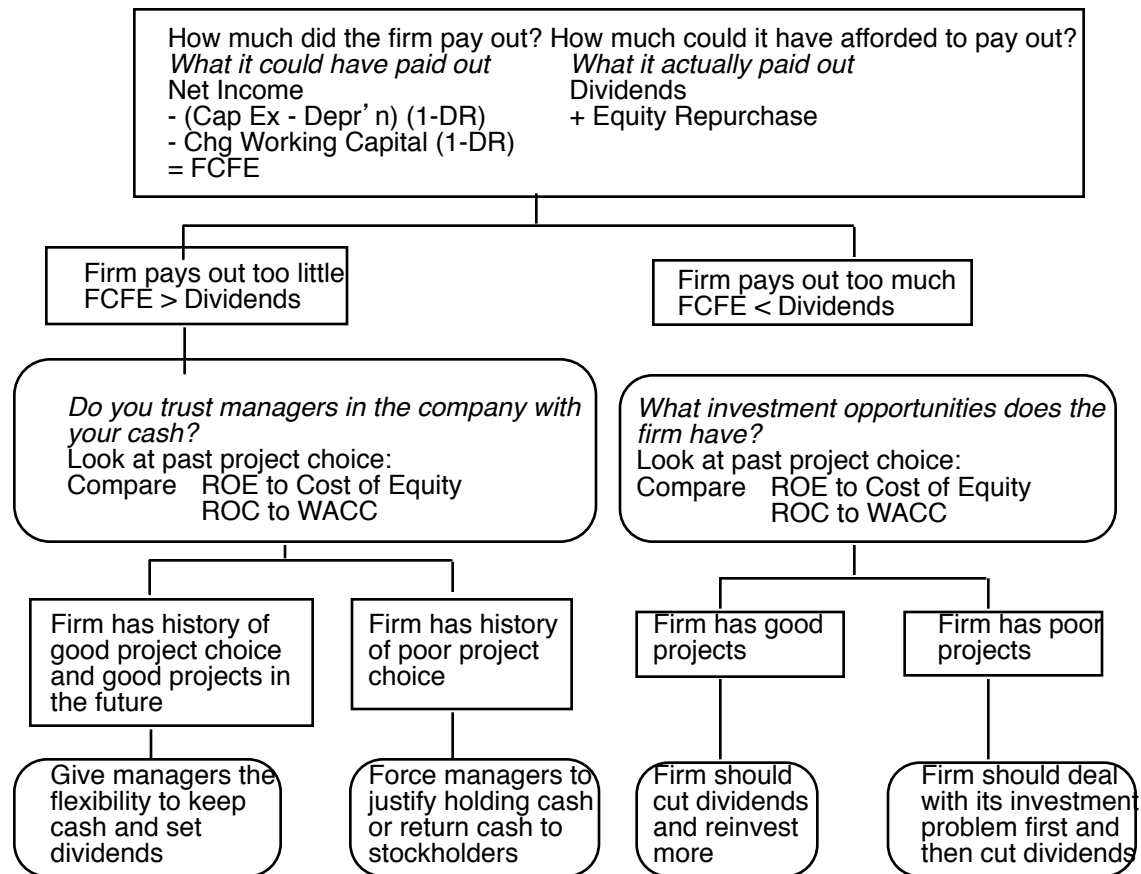 How much did the firm pay out? How much could it have afforded to pay out?
What it could have paid out
What it actually paid out
Net Income
Dividends
- (Cap Ex - Depr’n) (1-DR)
+ Equity Repurchase
- Chg Working Capital (1-DR)
= FCFE
Firm pays out too little
FCFE > Dividends
Firm pays out too much
FCFE < Dividends
Do you trust managers in the company with
your cash?
Look at past project choice:
Compare ROE to Cost of Equity
ROC to WACC
What investment opportunities does the
firm have?
Look at past project choice:
Compare ROE to Cost of Equity
ROC to WACC
Firm has history of
good project choice
and good projects in
the future
Firm has history
of poor project
choice
Firm has good
projects
Firm has poor
projects
Give managers the
flexibility to keep
cash and set
dividends
Force managers to
justify holding cash
or return cash to
stockholders
Firm should
cut dividends
and reinvest
more
Firm should deal
with its investment
problem first and
then cut dividends